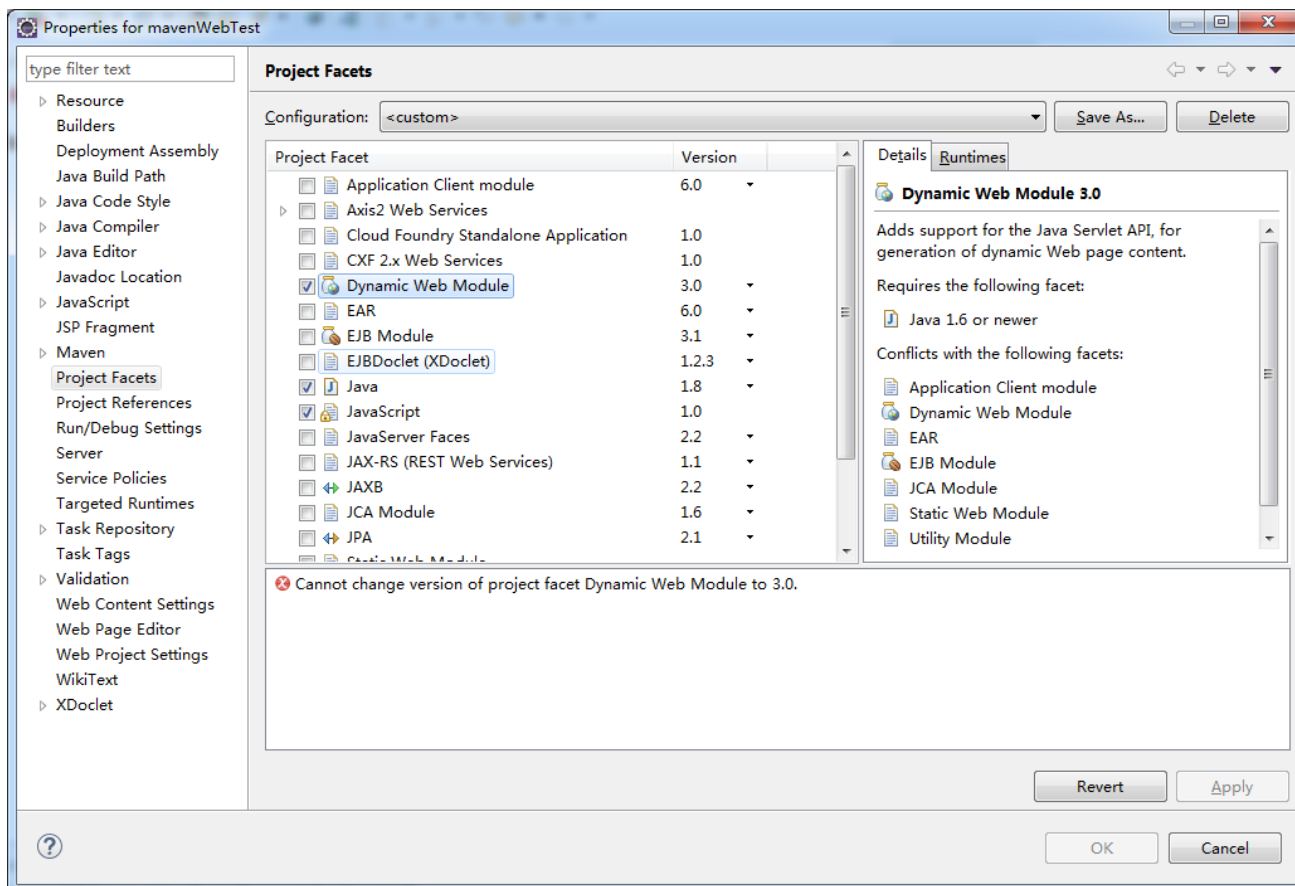 Properties for mavenWebTest
type filter text
Resource
Builders
Deployment Assembly
Java Build Path
Java Code Style
Java Compiler
Java Editor
Javadoc Location
JavaScript
JSP Fragment
Maven
Project Facets
Project References
Run/Debug Settings
Server
Service Policies
Targeted Runtimes
Task Repository
Task Tags
Validation
Web Content Settings
Web Page Editor
Web Project Settings
WikiText
XDoclet
Project Facets
Configuration: <custom> Save As... Delete
Project Facet Version
Application Client module 6.0
Axis2 Web Services
Cloud Foundry Standalone Application 1.0
CXF 2.x Web Services 1.0
Dynamic Web Module 3.0
EAR 6.0
EJB Module 3.1
EJBDoclet (XDoclet) 1.2.3
Java 1.8
JavaScript 1.0
JavaServer Faces 2.2
JAX-RS (REST Web Services) 1.1
JAXB 2.2
JCA Module 1.6
JPA 2.1
Static Web Module
Details Runtimes
Dynamic Web Module 3.0
Adds support for the Java Servlet API, for
generation of dynamic Web page content.
Requires the following facet:
Java 1.6 or newer
Conflicts with the following facets:
Application Client module
Dynamic Web Module
EAR
EJB Module
JCA Module
Static Web Module
Utility Module
Cannot change version of project facet Dynamic Web Module to 3.0.
Revert Apply
OK Cancel